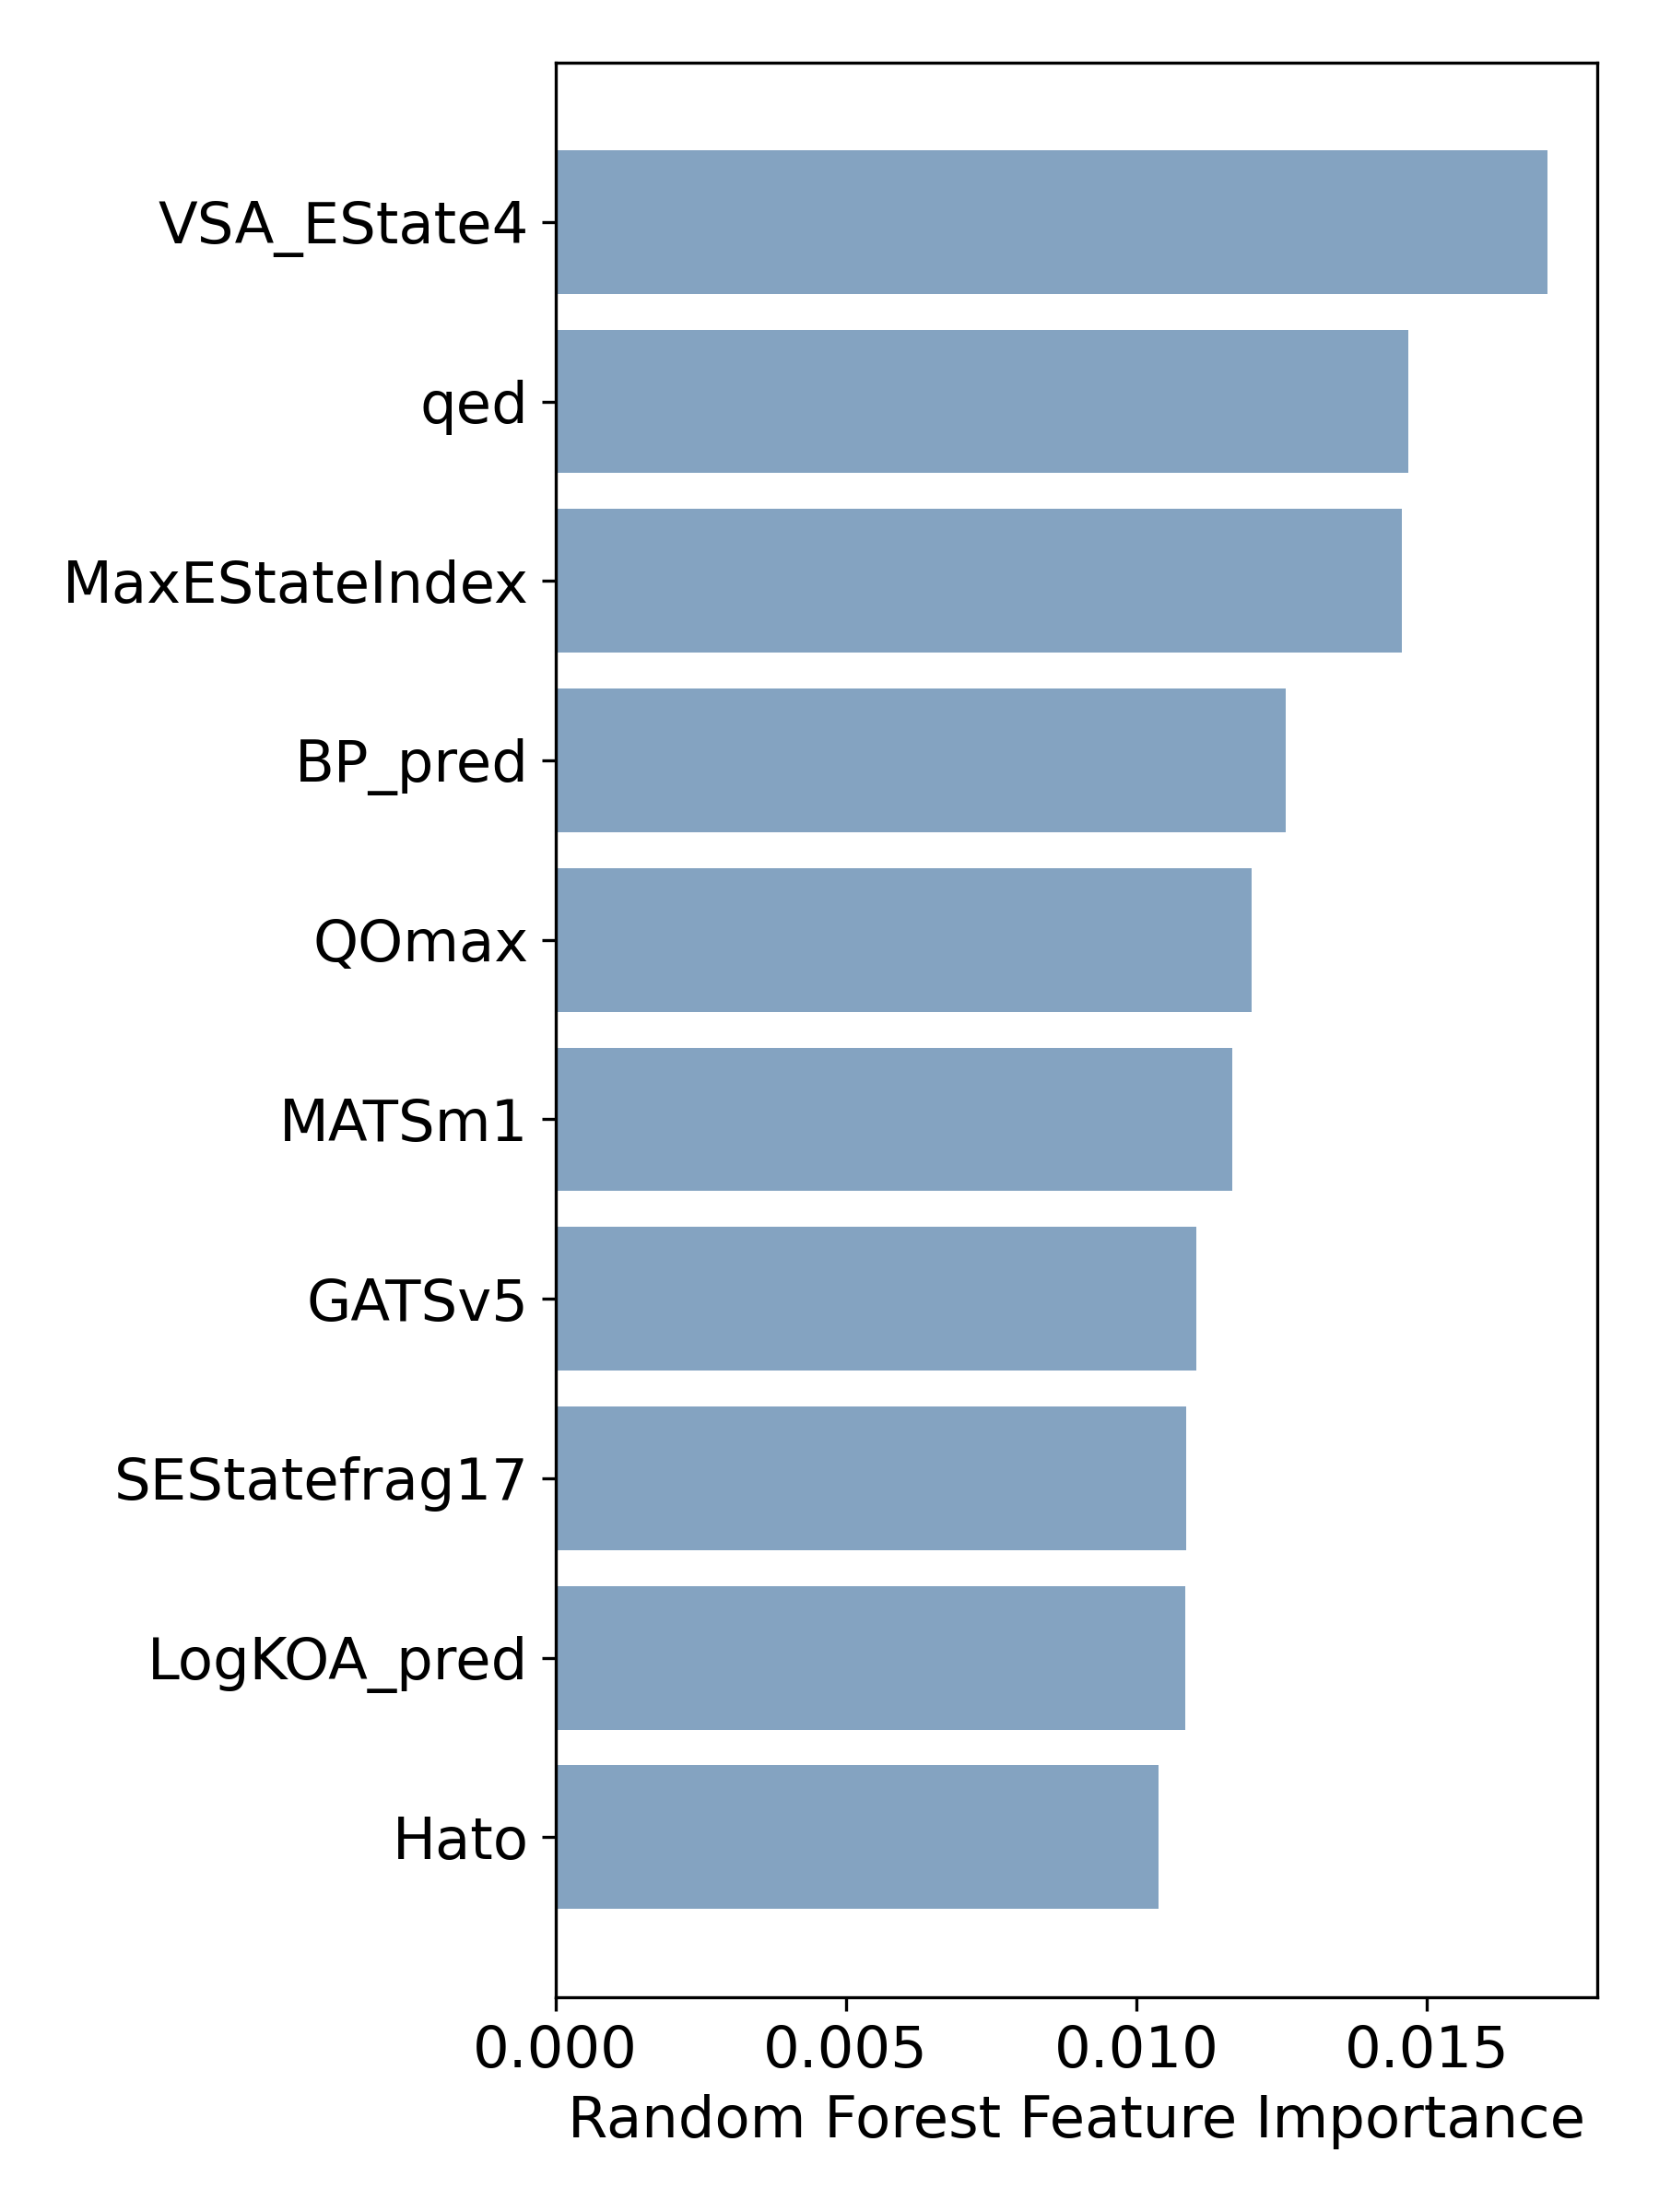 VSA_EState4
qed
MaxEStateIndex
BP_pred
QOmax
MATSm1
GATSv5
SEStatefrag17
LogKOA_pred
Hato
0.000 0.005 0.010 0.015
Random Forest Feature Importance